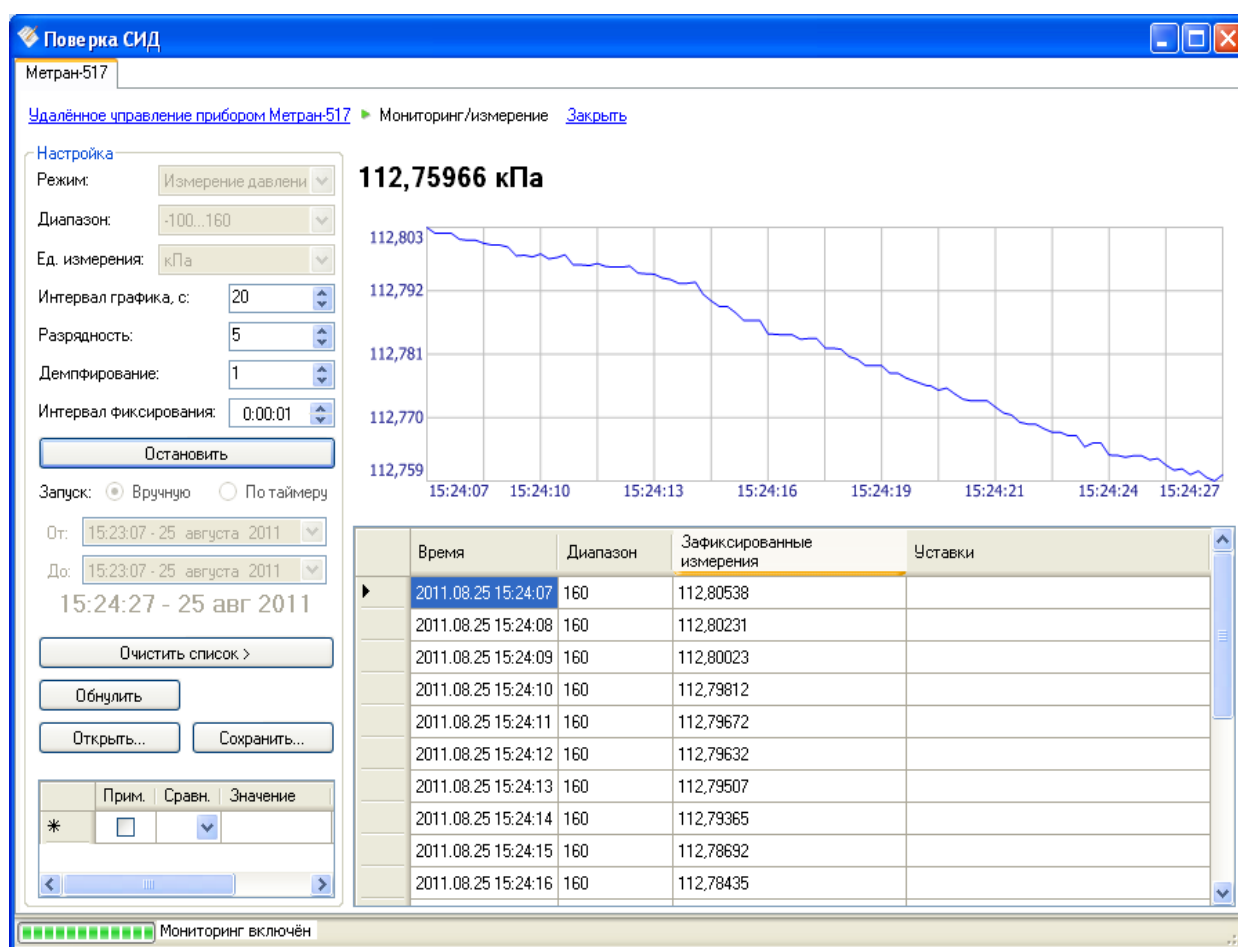 Поверка СИД
Метран-517
Удалённое управление прибором Метран-517 Мониторинг/измерение Закрыть
Настройка
Режим: Измерение давлени
Диапазон: -100...160
Ед. измерения: кПа
Интервал графика, с: 20
Разрядность: 5
Демпфирование: 1
Интервал фиксирования: 0:00:01
Остановить
Запуск: Вручную По таймеру
От: 15:23:07 - 25 августа 2011
До: 15:23:07 - 25 августа 2011
15:24:27 - 25 авг 2011
Очистить список >
Обнулить
Открыть... Сохранить...
Прим. Сравн. Значение
112,75966 кПа
112,803
112,792
112,781
112,770
112,759
15:24:07 15:24:10 15:24:13 15:24:16 15:24:19 15:24:21 15:24:24 15:24:27
Время Диапазон Зафиксированные измерения Уставки
2011.08.25 15:24:07 160 112,80538
2011.08.25 15:24:08 160 112,80231
2011.08.25 15:24:09 160 112,80023
2011.08.25 15:24:10 160 112,79812
2011.08.25 15:24:11 160 112,79672
2011.08.25 15:24:12 160 112,79632
2011.08.25 15:24:13 160 112,79507
2011.08.25 15:24:14 160 112,79365
2011.08.25 15:24:15 160 112,78692
2011.08.25 15:24:16 160 112,78435
Мониторинг включён